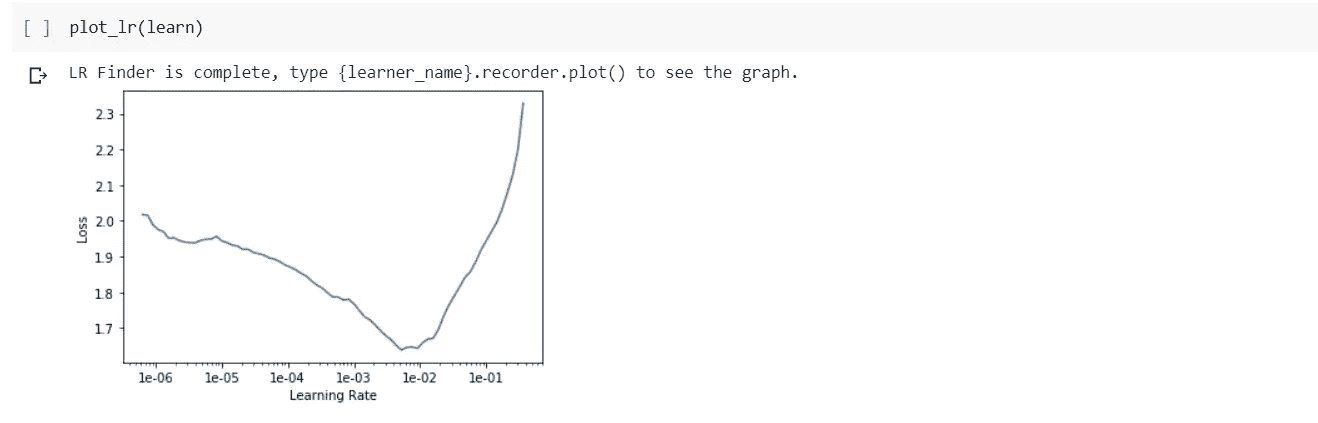 [ ] plot_lr(learn)
LR Finder is complete, type {learner_name}.recorder.plot() to see the graph.
2.3
2.2
2.1
2.0
1.9
1.8
1.7
Loss
1e-06 1e-05 1e-04 1e-03 1e-02 1e-01
Learning Rate